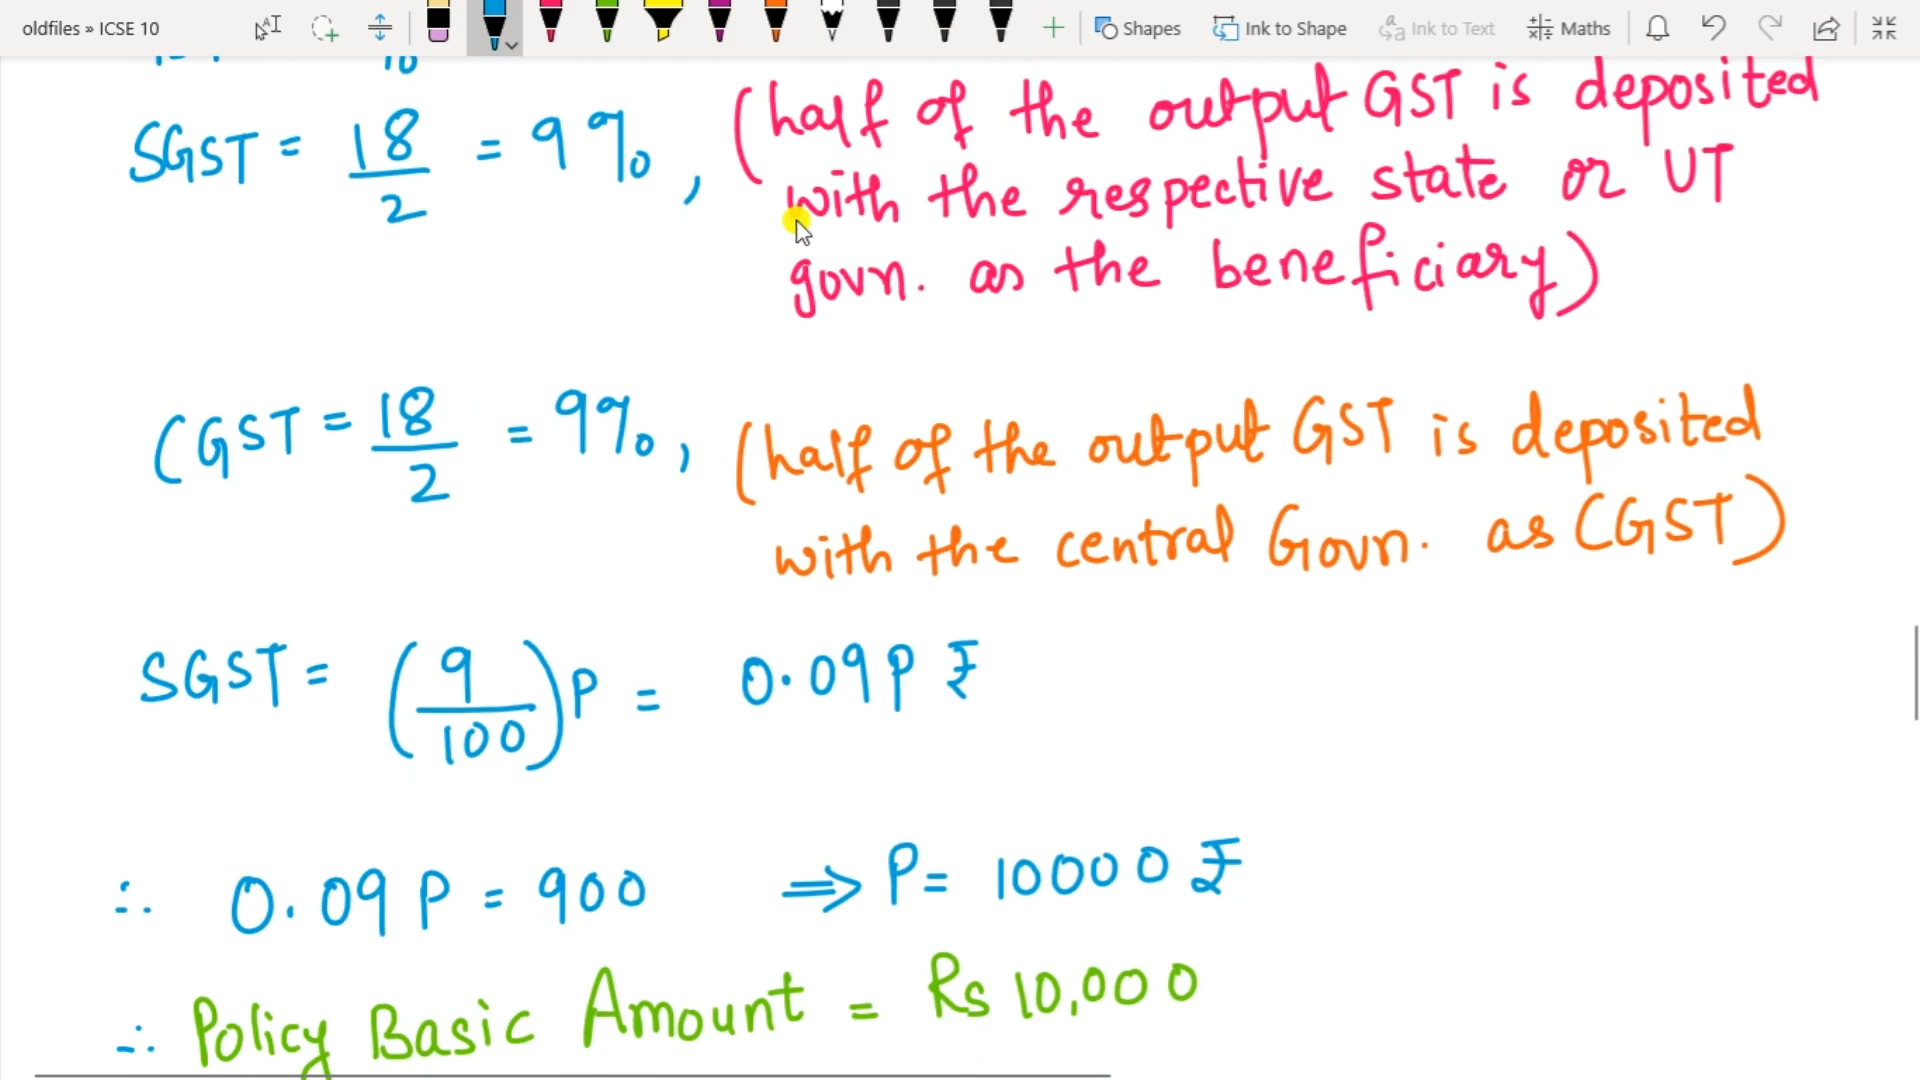 oldfiles » ICSE 10
Shapes Ink to Shape Ink to Text Maths
SGST = 18/2 = 9%, (half of the output GST is deposited
with the respective state or UT
govn. as the beneficiary)
CGST = 18/2 = 9%, (half of the output GST is deposited
with the central Govn. as CGST)
SGST = (9/100)P = 0.09P ₹
∴ 0.09P = 900 ⇒ P = 10000 ₹
∴ Policy Basic Amount = Rs 10,000